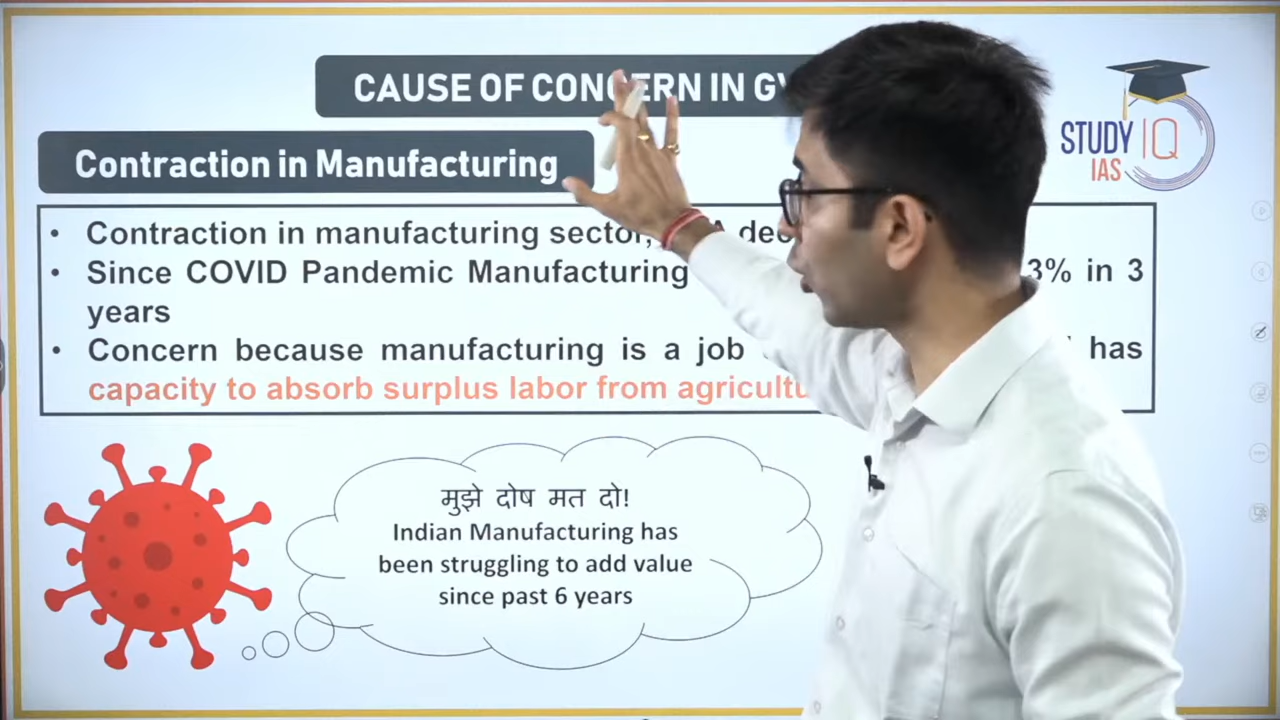 CAUSE OF CONCERN IN
STUDY IQ
IAS
Contraction in Manufacturing
• Contraction in manufacturing sector,
• Since COVID Pandemic Manufacturing 3% in 3
years
• Concern because manufacturing is a job has
capacity to absorb surplus labor from
मुझे दोष मत दो!
Indian Manufacturing has
been struggling to add value
since past 6 years